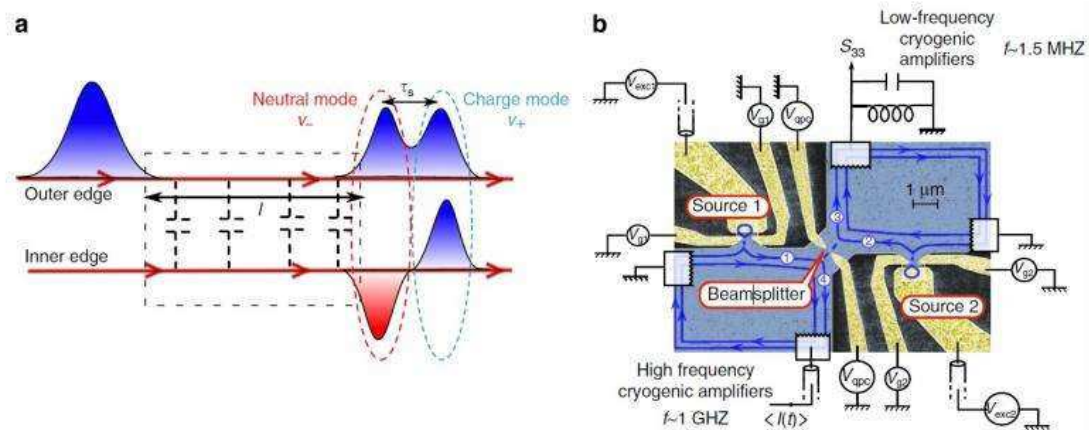 a
τs
Neutral mode
v−
Charge mode
v+
Outer edge
l
Inner edge
b
Low-frequency
cryogenic
amplifiers
f~1.5 MHZ
S33
Vexc1
Vg1
Vqpc
1 μm
Source 1
3
2
Vg1
1
4
Vg2
Beamsplitter
Source 2
High frequency
cryogenic amplifiers
f~1 GHZ
<I(t)>
Vqpc
Vg2
Vexc2